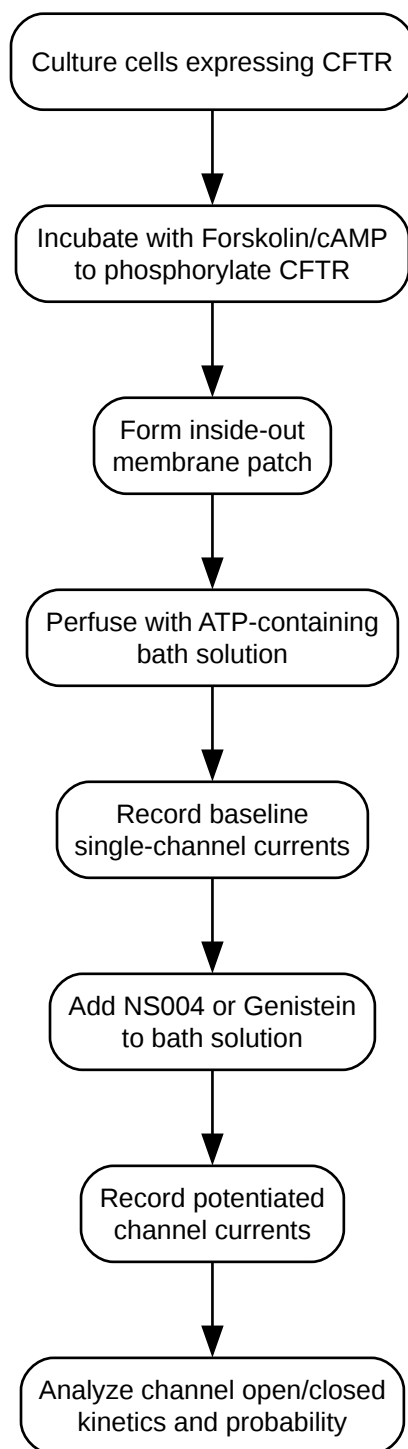 Culture cells expressing CFTR
Incubate with Forskolin/cAMP
to phosphorylate CFTR
Form inside-out
membrane patch
Perfuse with ATP-containing
bath solution
Record baseline
single-channel currents
Add NS004 or Genistein
to bath solution
Record potentiated
channel currents
Analyze channel open/closed
kinetics and probability